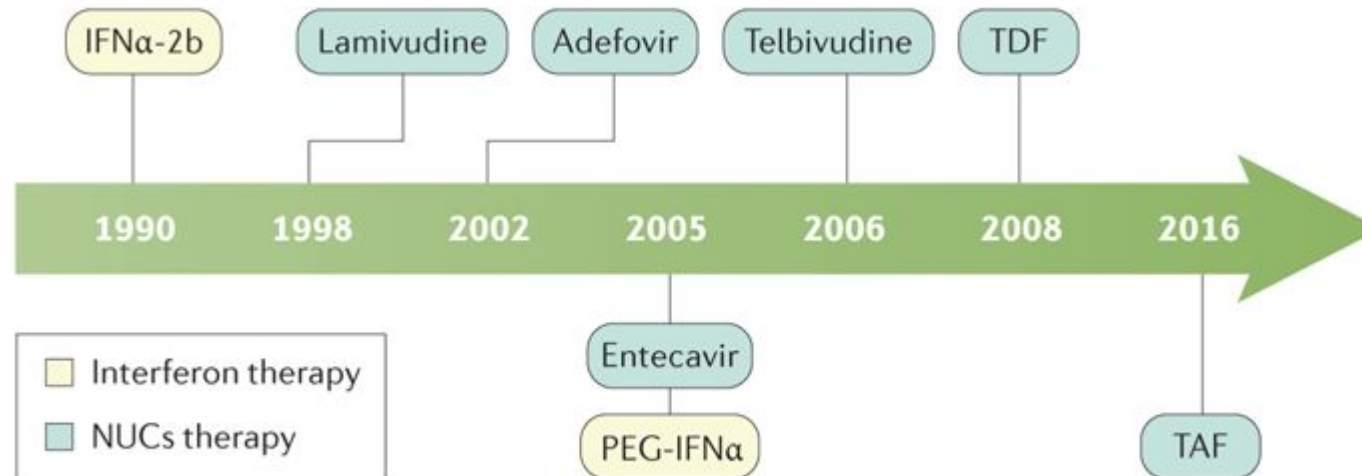 IFNα-2b
Lamivudine
Adefovir
Telbivudine
TDF
1990
1998
2002
2005
2006
2008
2016
Entecavir
PEG-IFNα
TAF
Interferon therapy
NUCs therapy